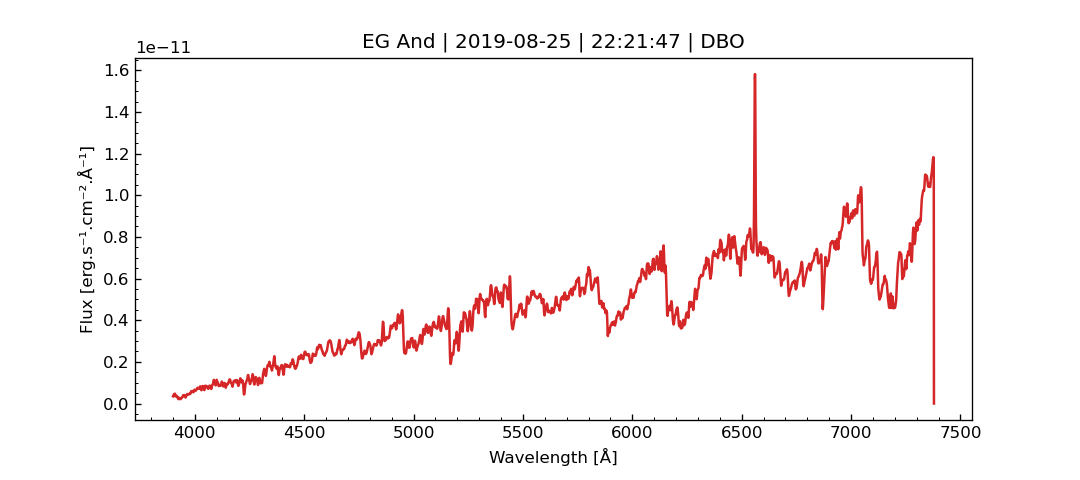 EG And | 2019-08-25 | 22:21:47 | DBO
1e−11
1.6
1.4
1.2
1.0
0.8
0.6
0.4
0.2
0.0
Flux [erg.s⁻¹.cm⁻².Å⁻¹]
4000 4500 5000 5500 6000 6500 7000 7500
Wavelength [Å]